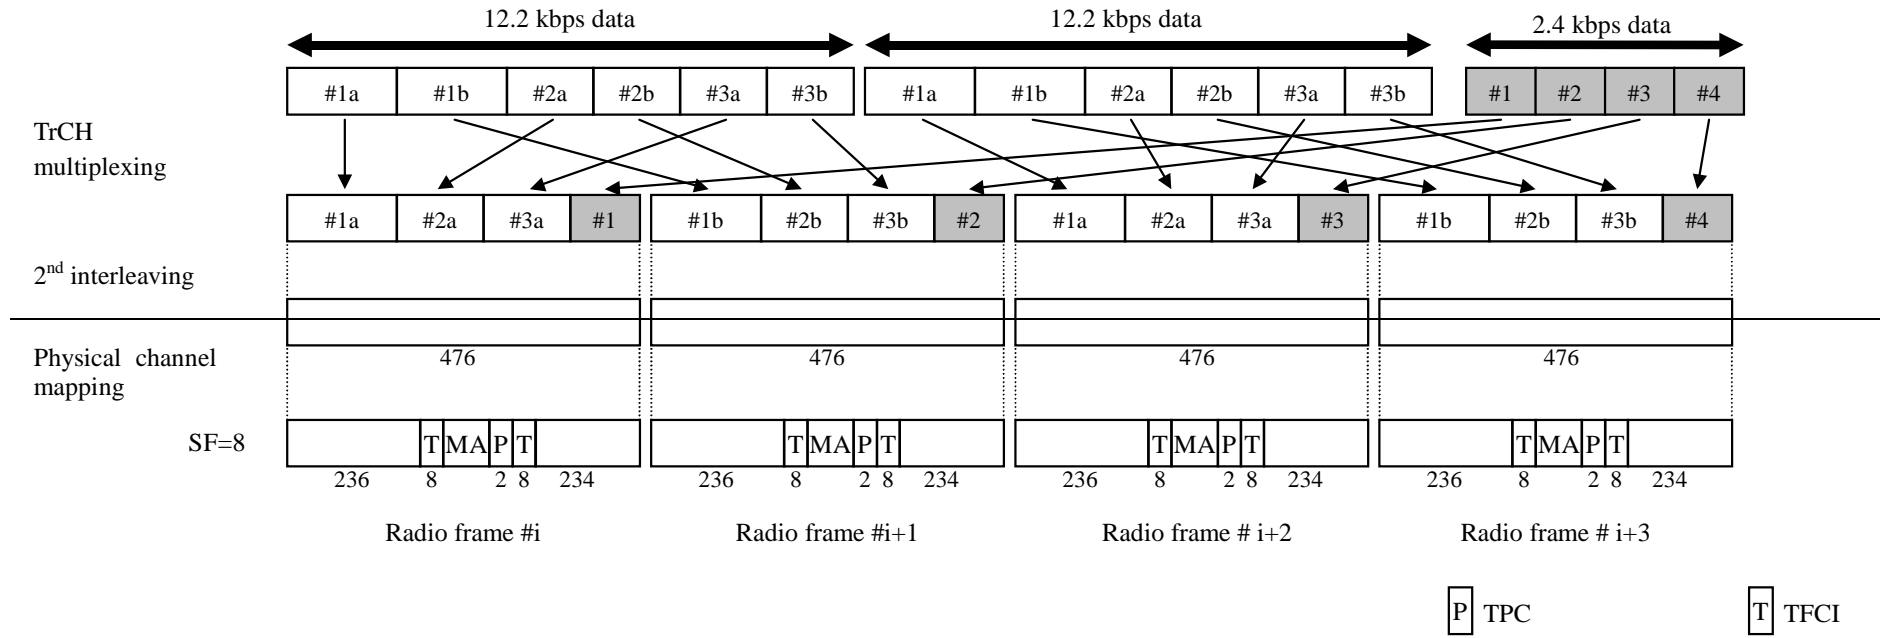 12.2 kbps data 12.2 kbps data 2.4 kbps data
#1a #1b #2a #2b #3a #3b #1a #1b #2a #2b #3a #3b #1 #2 #3 #4
TrCH
multiplexing
#1a #2a #3a #1 #1b #2b #3b #2 #1a #2a #3a #3 #1b #2b #3b #4
2nd interleaving
Physical channel
mapping
476 476 476 476
SF=8
T MA P T T MA P T T MA P T T MA P T
236 8 2 8 234 236 8 2 8 234 236 8 2 8 234 236 8 2 8 234
Radio frame #i Radio frame #i+1 Radio frame # i+2 Radio frame # i+3
P TPC T TFCI